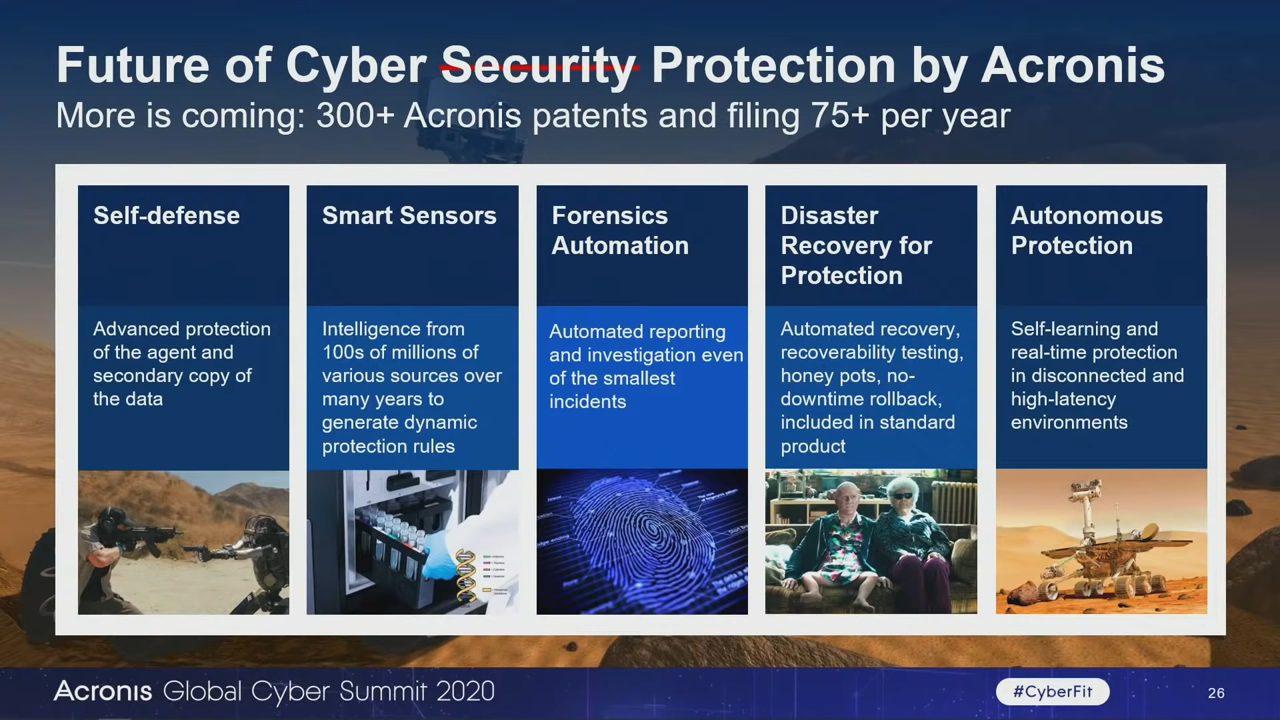 Future of Cyber Security Protection by Acronis
More is coming: 300+ Acronis patents and filing 75+ per year
Self-defense
Advanced protection
of the agent and
secondary copy of
the data
Smart Sensors
Intelligence from
100s of millions of
various sources over
many years to
generate dynamic
protection rules
Forensics
Automation
Automated reporting
and investigation even
of the smallest
incidents
Disaster
Recovery for
Protection
Automated recovery,
recoverability testing,
honey pots, no-
downtime rollback,
included in standard
product
Autonomous
Protection
Self-learning and
real-time protection
in disconnected and
high-latency
environments
Acronis Global Cyber Summit 2020
#CyberFit
26